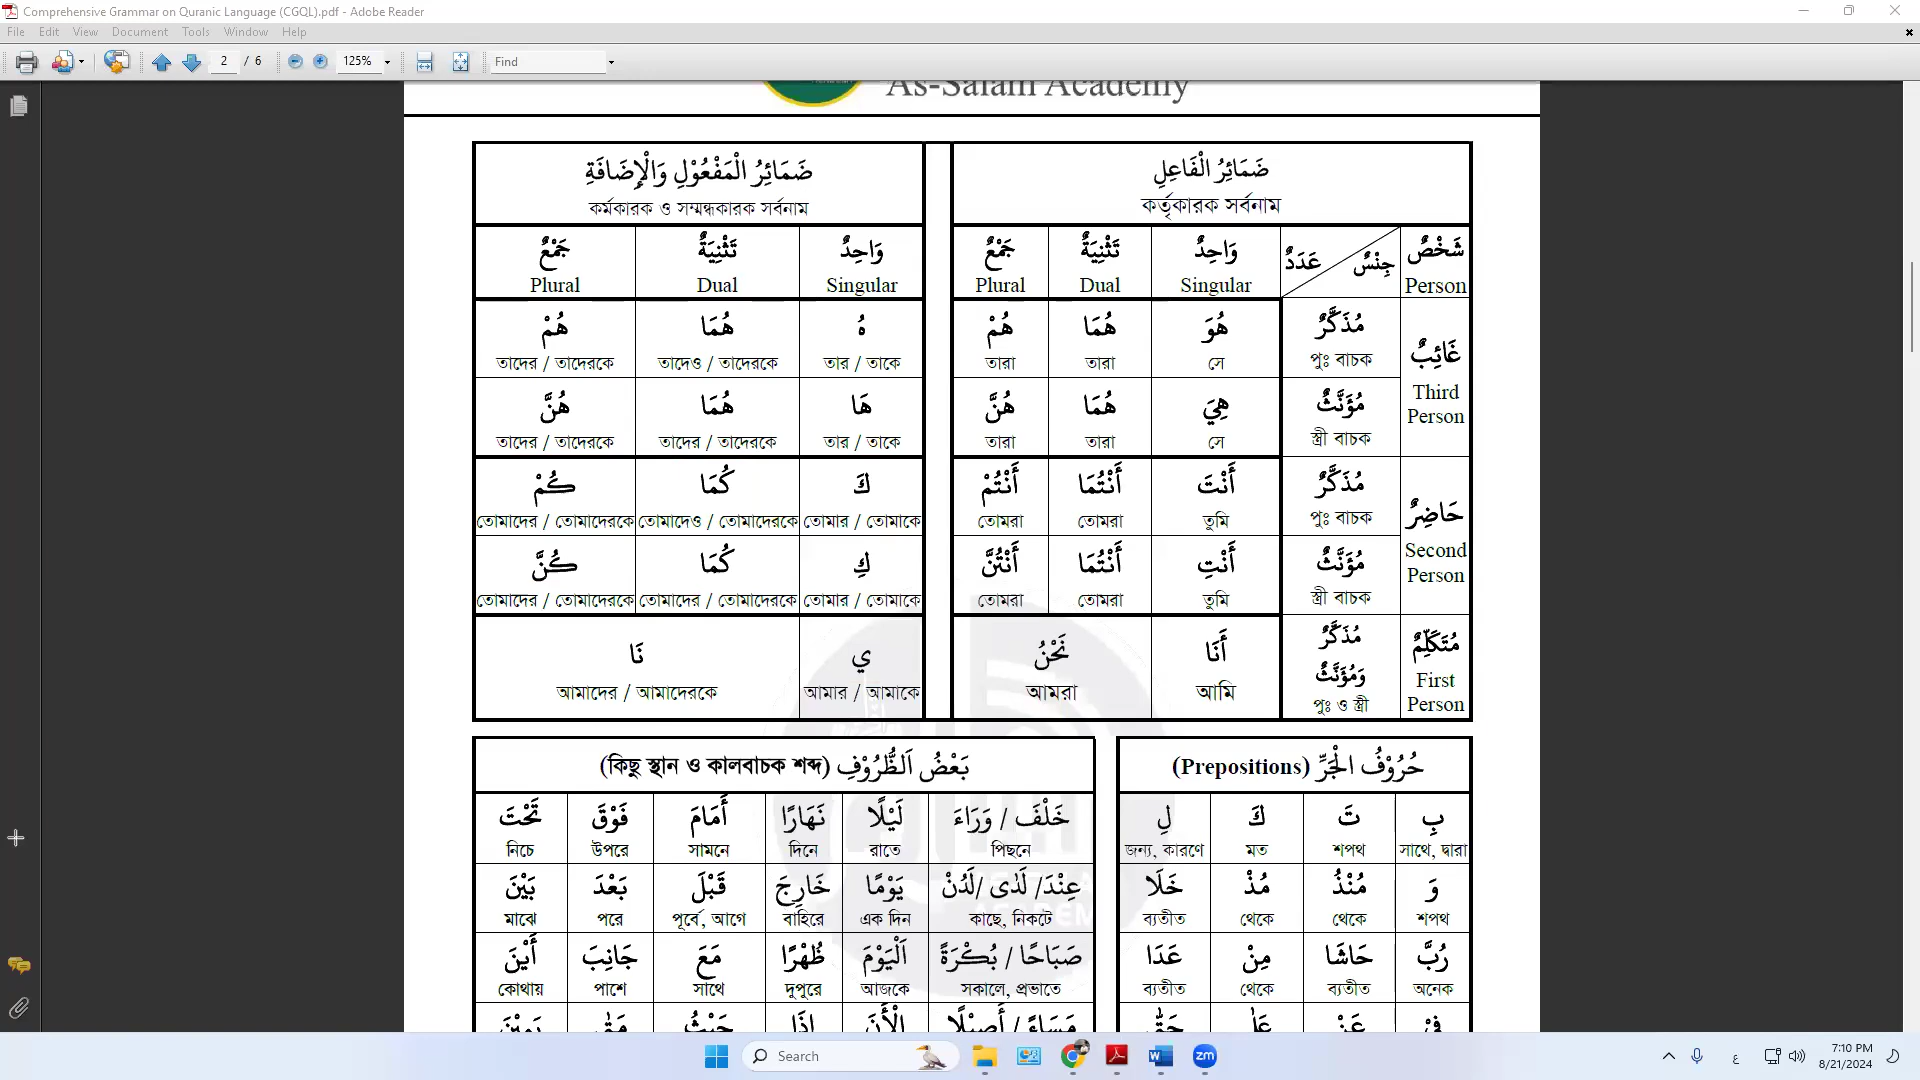 Comprehensive Grammar on Quranic Language (CGQL).pdf - Adobe Reader
File Edit View Document Tools Window Help
2 / 6 125% Find
As-Salam Academy
ضَمَائِرُ الْفَاعِلِ
কর্তৃকারক সর্বনাম
ضَمَائِرُ الْمَفْعُوْلِ وَالْإِضَافَةِ
কর্মকারক ও সম্মন্ধকারক সর্বনাম
شَخْصٌ جِنْسٌ عَدَدٌ وَاحِدٌ تَثْنِيَةٌ جَمْعٌ وَاحِدٌ تَثْنِيَةٌ جَمْعٌ
Person Singular Dual Plural Singular Dual Plural
غَائِبٌ
Third
Person
مُذَكَّرٌ هُوَ هُمَا هُمْ هُ هُمَا هُمْ
পুঃ বাচক সে তারা তারা তার / তাকে তাদেও / তাদেরকে তাদের / তাদেরকে
مُؤَنَّثٌ هِيَ هُمَا هُنَّ هَا هُمَا هُنَّ
স্ত্রী বাচক সে তারা তারা তার / তাকে তাদের / তাদেরকে তাদের / তাদেরকে
حَاضِرٌ
Second
Person
مُذَكَّرٌ أَنْتَ أَنْتُمَا أَنْتُمْ كَ كُمَا كُمْ
পুঃ বাচক তুমি তোমরা তোমরা তোমার / তোমাকে তোমাদেও / তোমাদেরকে তোমাদের / তোমাদেরকে
مُؤَنَّثٌ أَنْتِ أَنْتُمَا أَنْتُنَّ كِ كُمَا كُنَّ
স্ত্রী বাচক তুমি তোমরা তোমরা তোমার / তোমাকে তোমাদের / তোমাদেরকে তোমাদের / তোমাদেরকে
مُتَكَلِّمٌ
First
Person
مُذَكَّرٌ
وَمُؤَنَّثٌ
পুঃ ও স্ত্রী
أَنَا نَحْنُ ي نَا
আমি আমরা আমার / আমাকে আমাদের / আমাদেরকে
حُرُوْفُ الْجَرِّ (Prepositions)
بِ تَ كَ لِ
সাথে, দ্বারা শপথ মত জন্য, কারণে
وَ مُنْذُ مُذْ خَلَا
শপথ থেকে থেকে ব্যতীত
رُبَّ حَاشَا مِنْ عَدَا
অনেক ব্যতীত থেকে ব্যতীত
بَعْضُ اَلظُّرُوْفِ (কিছু স্থান ও কালবাচক শব্দ)
خَلْفَ / وَرَاءَ لَيْلًا نَهَارًا أَمَامَ فَوْقَ تَحْتَ
পিছনে রাতে দিনে সামনে উপরে নিচে
عِنْدَ/ لَدٰى /لَدُنْ يَوْمًا خَارِجَ قَبْلَ بَعْدَ بَيْنَ
কাছে, নিকটে এক দিন বাহিরে পূর্বে, আগে পরে মাঝে
صَبَاحًا / بُكْرَةً اَلْيَوْمَ ظُهْرًا مَعَ جَانِبَ أَيْنَ
সকালে, প্রভাতে আজকে দুপুরে সাথে পাশে কোথায়
Search
7:10 PM
8/21/2024